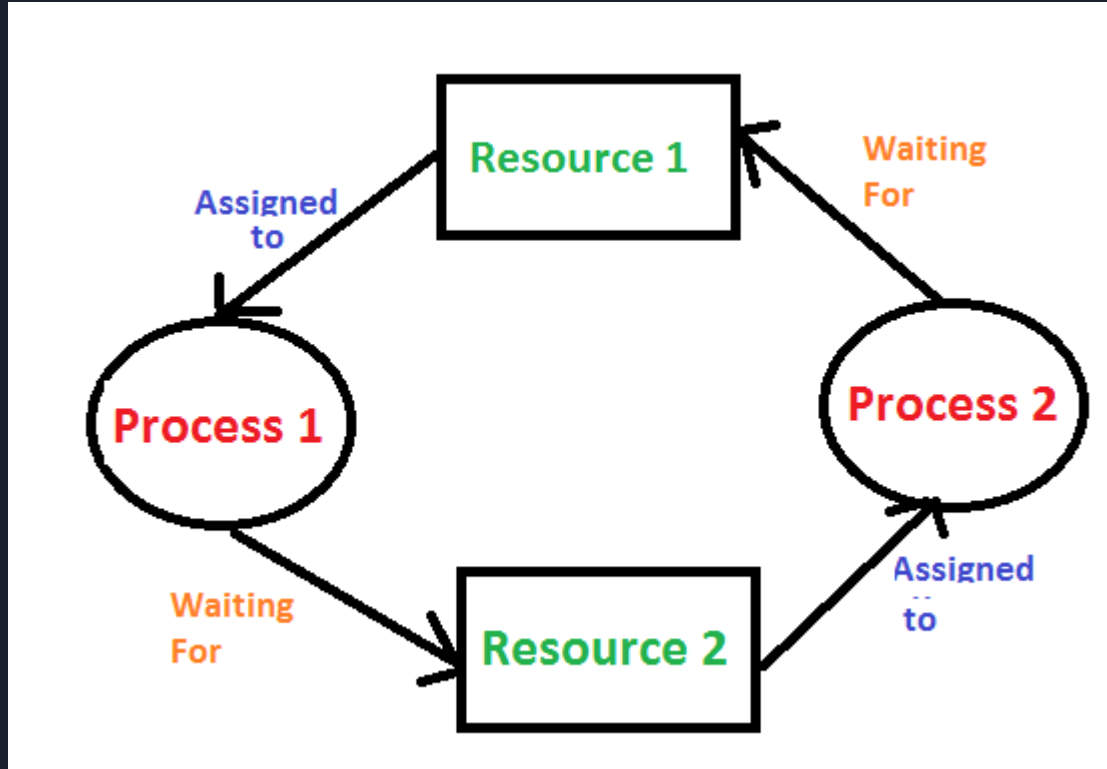 Resource 1
Waiting
For
Assigned
to
Process 1
Process 2
Assigned
to
Waiting
For
Resource 2